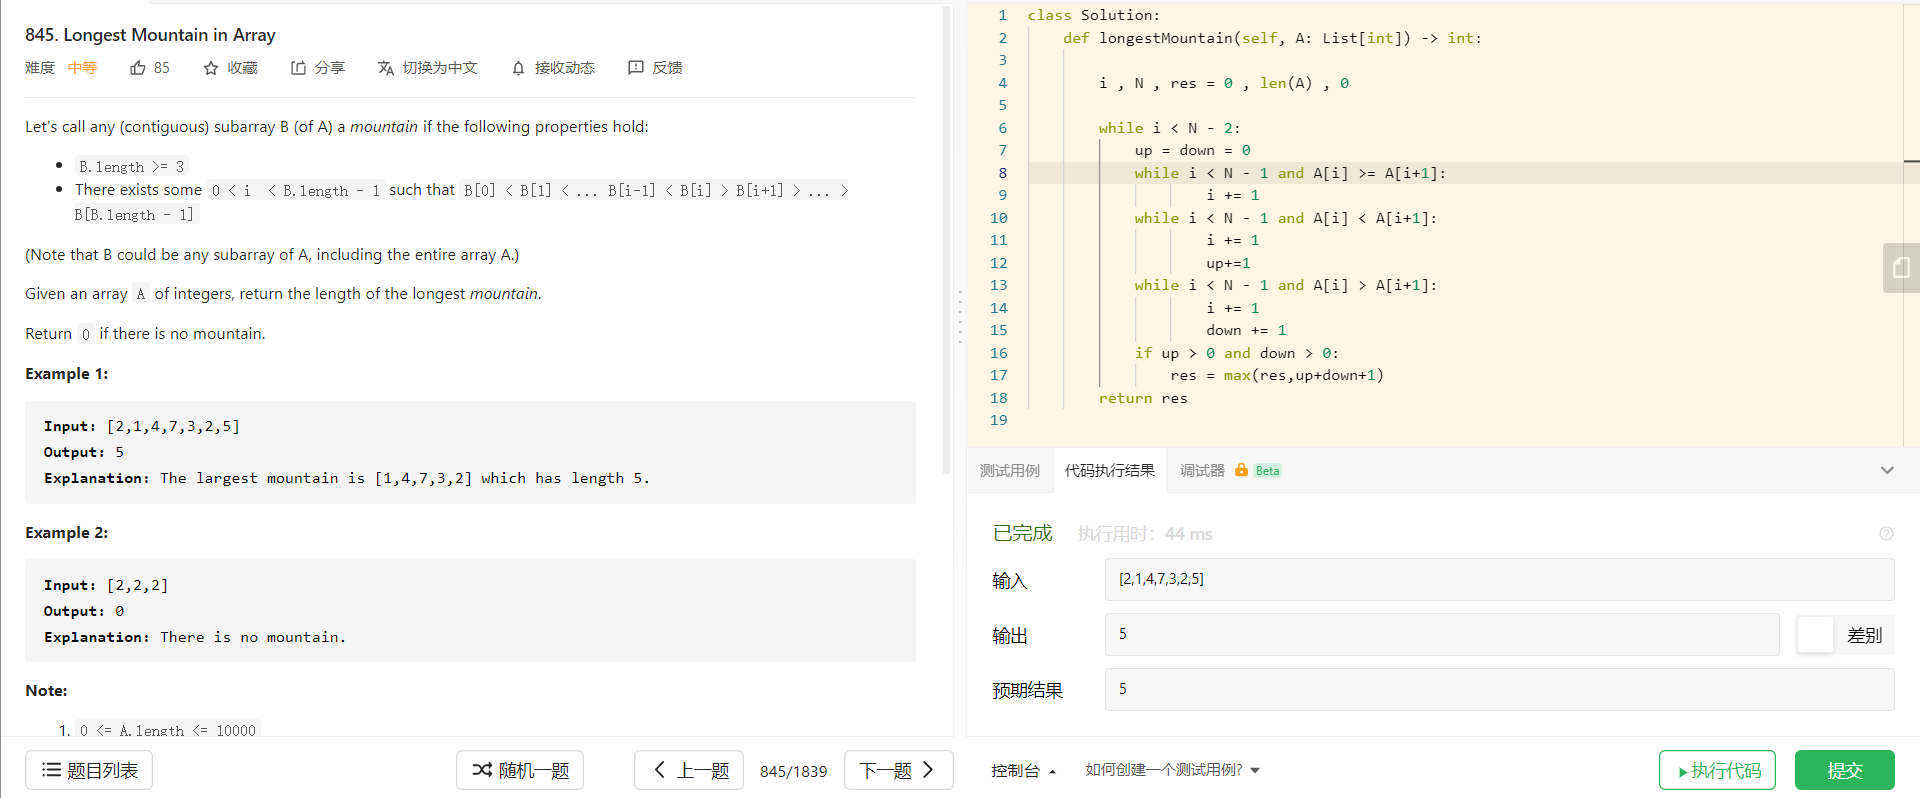 845. Longest Mountain in Array
难度 中等 85 收藏 分享 切换为中文 接收动态 反馈
Let's call any (contiguous) subarray B (of A) a mountain if the following properties hold:
• B.length >= 3
• There exists some 0 < i < B.length - 1 such that B[0] < B[1] < ... B[i-1] < B[i] > B[i+1] > ... >
B[B.length - 1]
(Note that B could be any subarray of A, including the entire array A.)
Given an array A of integers, return the length of the longest mountain.
Return 0 if there is no mountain.
Example 1:
Input: [2,1,4,7,3,2,5]
Output: 5
Explanation: The largest mountain is [1,4,7,3,2] which has length 5.
Example 2:
Input: [2,2,2]
Output: 0
Explanation: There is no mountain.
Note:
1. 0 <= A.length <= 10000
题目列表 随机一题 上一题 845/1839 下一题
1 class Solution:
2 def longestMountain(self, A: List[int]) -> int:
3
4 i , N , res = 0 , len(A) , 0
5
6 while i < N - 2:
7 up = down = 0
8 while i < N - 1 and A[i] >= A[i+1]:
9 i += 1
10 while i < N - 1 and A[i] < A[i+1]:
11 i += 1
12 up+=1
13 while i < N - 1 and A[i] > A[i+1]:
14 i += 1
15 down += 1
16 if up > 0 and down > 0:
17 res = max(res,up+down+1)
18 return res
19
测试用例 代码执行结果 调试器 Beta
已完成 执行用时: 44 ms
输入 [2,1,4,7,3,2,5]
输出 5 差别
预期结果 5
控制台 如何创建一个测试用例? 执行代码 提交